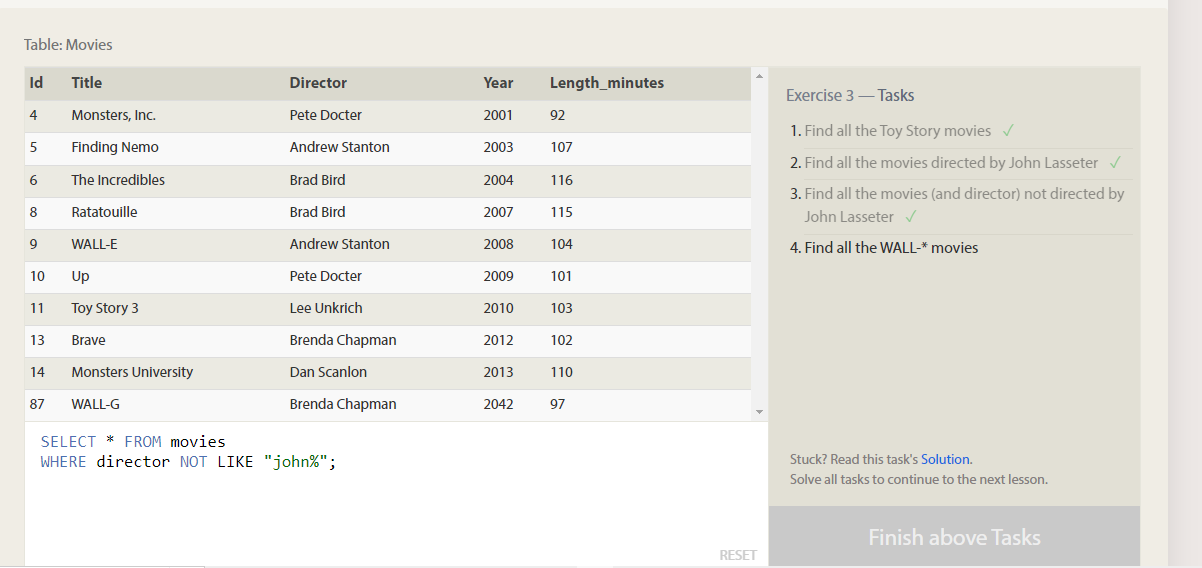 Table: Movies
Id Title Director Year Length_minutes
4 Monsters, Inc. Pete Docter 2001 92
5 Finding Nemo Andrew Stanton 2003 107
6 The Incredibles Brad Bird 2004 116
8 Ratatouille Brad Bird 2007 115
9 WALL-E Andrew Stanton 2008 104
10 Up Pete Docter 2009 101
11 Toy Story 3 Lee Unkrich 2010 103
13 Brave Brenda Chapman 2012 102
14 Monsters University Dan Scanlon 2013 110
87 WALL-G Brenda Chapman 2042 97
SELECT * FROM movies
WHERE director NOT LIKE "john%";
RESET
Exercise 3 — Tasks
1. Find all the Toy Story movies ✓
2. Find all the movies directed by John Lasseter ✓
3. Find all the movies (and director) not directed by
John Lasseter ✓
4. Find all the WALL-* movies
Stuck? Read this task's Solution.
Solve all tasks to continue to the next lesson.
Finish above Tasks